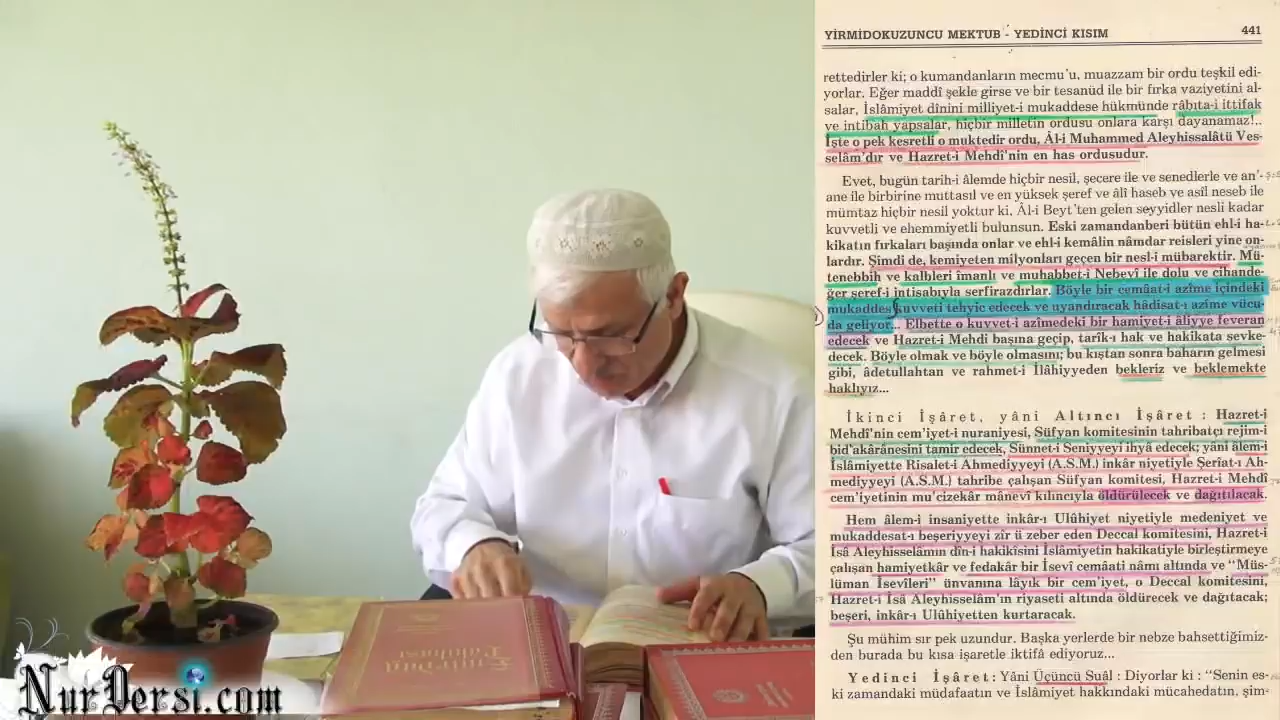 YİRMİDOKUZUNCU MEKTUB - YEDİNCİ KISIM 441
rettedirler ki; o kumandanların mecmu'u, muazzam bir ordu teşkil edi-
yorlar. Eğer maddî şekle girse ve bir tesanüd ile bir fırka vaziyetini al-
salar, İslâmiyet dînini milliyet-i mukaddese hükmünde râbıta-i ittifak
ve intibah yapsalar, hiçbir milletin ordusu onlara karşı dayanamaz!..
İşte o pek kesretli o muktedir ordu, Âl-i Muhammed Aleyhissalâtü Ves-
selâm'dır ve Hazret-i Mehdî'nin en has ordusudur.
Evet, bugün tarih-i âlemde hiçbir nesil, şecere ile ve senedlerle ve an'-
ane ile birbirine muttasıl ve en yüksek şeref ve âlî haseb ve asîl neseb ile
mümtaz hiçbir nesil yoktur ki, Âl-i Beyt'ten gelen seyyidler nesli kadar
kuvvetli ve ehemmiyetli bulunsun. Eski zamandanberi bütün ehl-i ha-
kikatın fırkaları başında onlar ve ehl-i kemâlin nâmdar reisleri yine on-
lardır. Şimdi de, kemiyeten milyonları geçen bir nesl-i mübarektir. Mü-
tenebbih ve kalbleri îmanlı ve muhabbet-i Nebevî ile dolu ve cihande-
ğer şeref-i intisabıyla serfirazdırlar. Böyle bir cemâat-i azîme içindeki
mukaddes kuvveti tehyic edecek ve uyandıracak hâdisat-ı azîme vücu-
da geliyor... Elbette o kuvvet-i azîmedeki bir hamiyet-i âliyye feveran
edecek ve Hazret-i Mehdi başına geçip, tarîk-ı hak ve hakikata sevke-
decek. Böyle olmak ve böyle olmasını; bu kıştan sonra baharın gelmesi
gibi, âdetullahtan ve rahmet-i İlâhiyyeden bekleriz ve beklemekte
haklıyız...
İkinci İşâret, yâni Altıncı İşâret : Hazret-i
Mehdî'nin cem'iyet-i nuraniyesi, Süfyan komitesinin tahribatçı rejim-i
bid'akârânesini tamir edecek, Sünnet-i Seniyyeyi ihyâ edecek; yâni âlem-i
İslâmiyette Risalet-i Ahmediyyeyi (A.S.M.) inkâr niyetiyle Şeriat-ı Ah-
mediyyeyi (A.S.M.) tahribe çalışan Süfyan komitesi, Hazret-i Mehdî
cem'iyetinin mu'cizekâr mânevî kılıncıyla öldürülecek ve dağıtılacak.
Hem âlem-i insaniyette inkâr-ı Ulûhiyet niyetiyle medeniyet ve
mukaddesat-ı beşeriyyeyi zîr ü zeber eden Deccal komitesini, Hazret-i
İsâ Aleyhisselâmın dîn-i hakikîsini İslâmiyetin hakikatiyle birleştirmeye
çalışan hamiyetkâr ve fedakâr bir İsevî cemâati nâmı altında ve "Müs-
lüman İsevîleri" ünvamına lâyık bir cem'iyet, o Deccal komitesini,
Hazret-i İsâ Aleyhisselâm'ın riyaseti altında öldürecek ve dağıtacak;
beşeri, inkâr-ı Ulûhiyetten kurtaracak.
Şu mühim sır pek uzundur. Başka yerlerde bir nebze bahsettiğimiz-
den burada bu kısa işaretle iktifâ ediyoruz...
Yedinci İşâret: Yâni Üçüncü Suâl : Diyorlar ki : "Senin es-
ki zamandaki müdafaatın ve İslâmiyet hakkındaki mücahedatın, şim-
Emirdağ
Lâhikası
NurDersi.com